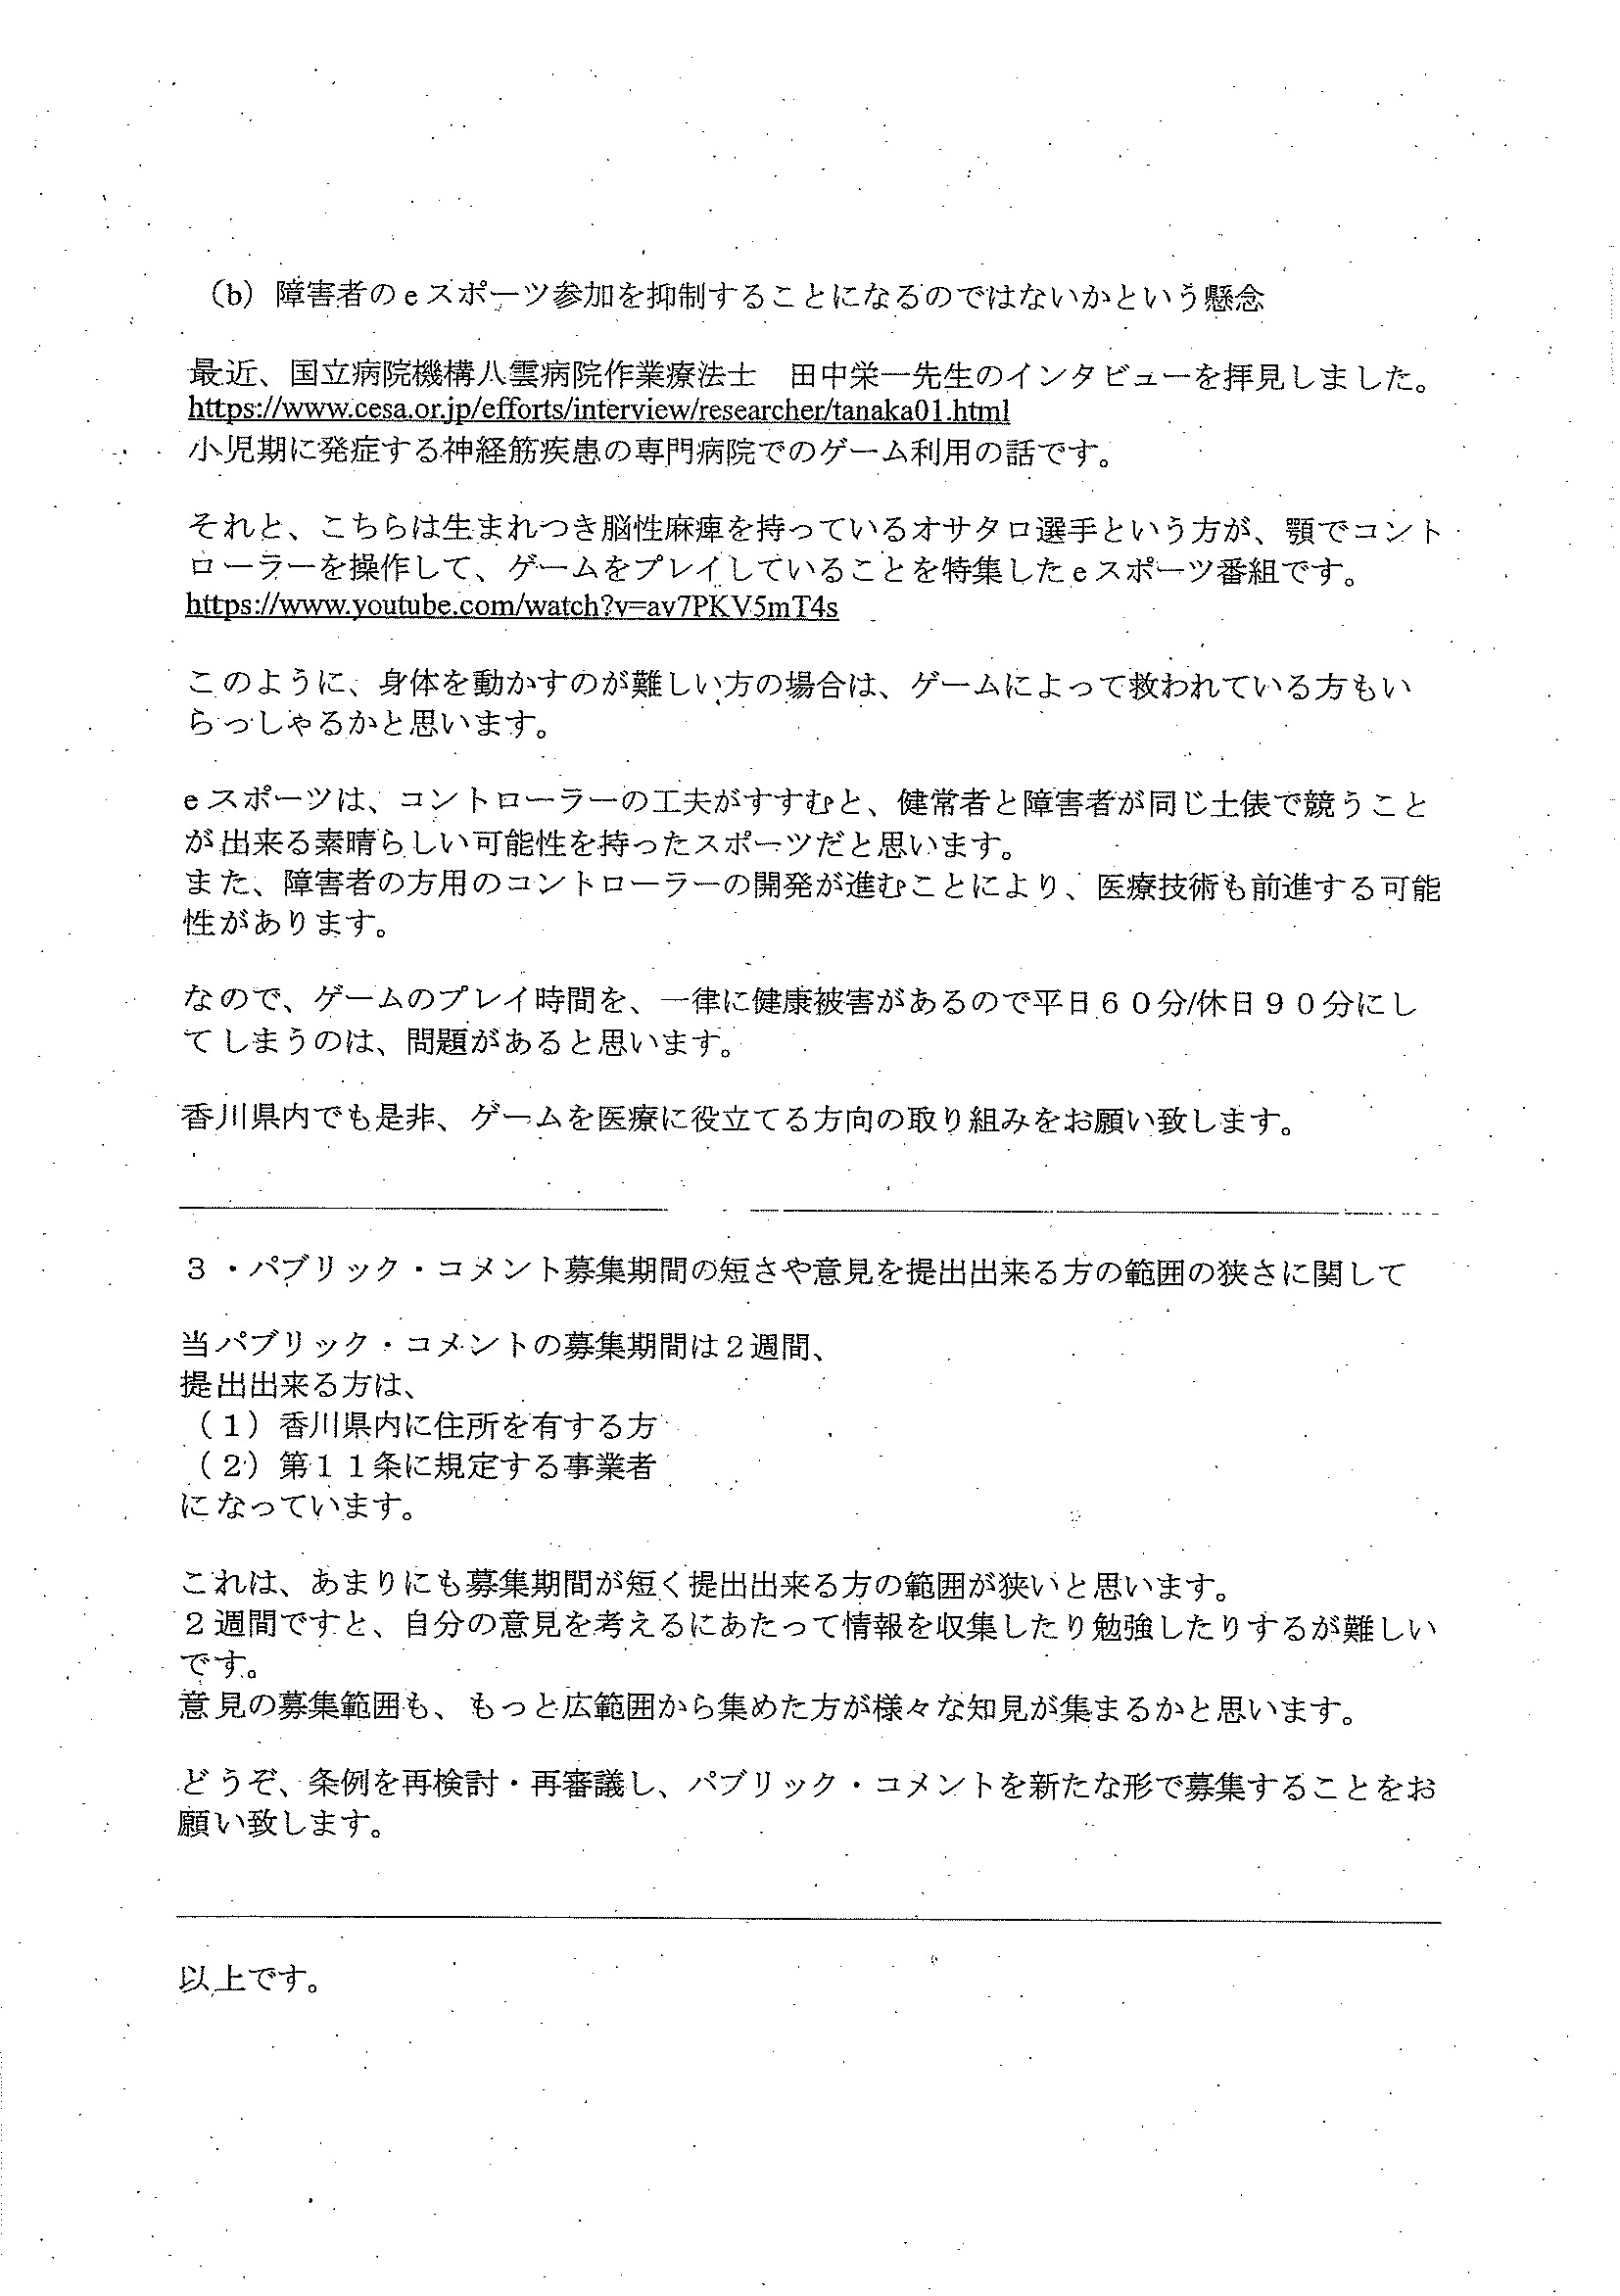 （b）障害者のｅスポーツ参加を抑制することになるのではないかという懸念
最近、国立病院機構八雲病院作業療法士　田中栄一先生のインタビューを拝見しました。
https://www.cesa.or.jp/efforts/interview/researcher/tanaka01.html
小児期に発症する神経筋疾患の専門病院でのゲーム利用の話です。
それと、こちらは生まれつき脳性麻痺を持っているオサタロ選手という方が、顎でコント
ローラーを操作して、ゲームをプレイしていることを特集したｅスポーツ番組です。
https://www.youtube.com/watch?v=av7PKV5mT4s
このように、身体を動かすのが難しい方の場合は、ゲームによって救われている方もい
らっしゃるかと思います。
ｅスポーツは、コントローラーの工夫がすすむと、健常者と障害者が同じ土俵で競うこと
が出来る素晴らしい可能性を持ったスポーツだと思います。
また、障害者の方用のコントローラーの開発が進むことにより、医療技術も前進する可能
性があります。
なので、ゲームのプレイ時間を、一律に健康被害があるので平日６０分/休日９０分にし
てしまうのは、問題があると思います。
香川県内でも是非、ゲームを医療に役立てる方向の取り組みをお願い致します。
３・パブリック・コメント募集期間の短さや意見を提出出来る方の範囲の狭さに関して
当パブリック・コメントの募集期間は２週間、
提出出来る方は、
（１）香川県内に住所を有する方
（２）第１１条に規定する事業者
になっています。
これは、あまりにも募集期間が短く提出出来る方の範囲が狭いと思います。
２週間ですと、自分の意見を考えるにあたって情報を収集したり勉強したりするが難しい
です。
意見の募集範囲も、もっと広範囲から集めた方が様々な知見が集まるかと思います。
どうぞ、条例を再検討・再審議し、パブリック・コメントを新たな形で募集することをお
願い致します。
以上です。